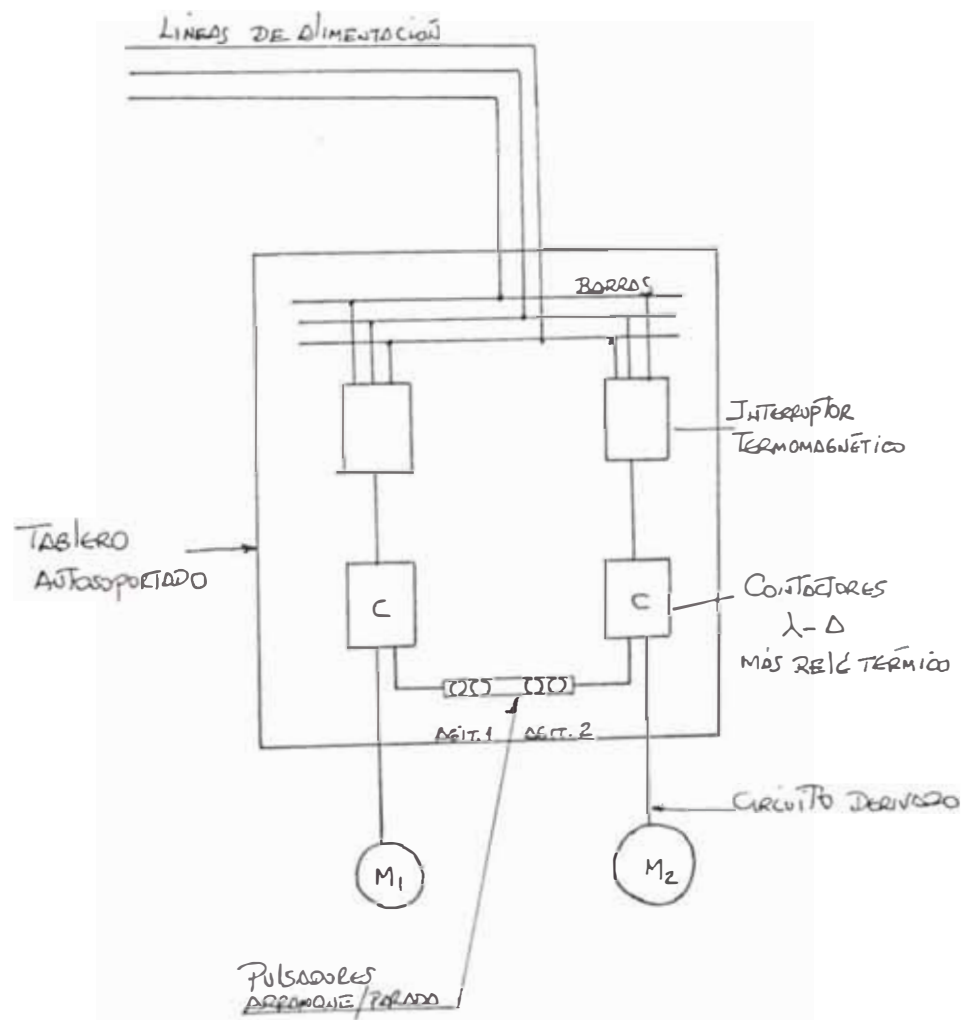 LINEAS DE ALIMENTACIÓN
BARRAS
INTERRUPTOR
TERMOMAGNÉTICO
TABLERO
AUTOSOPORTADO
C
C
CONTACTORES
λ-Δ
MÁS RELÉ TÉRMICO
AGIT.1 AGIT.2
CIRCUITO DERIVADO
M1
M2
PULSADORES
ARRANQUE/PARADA